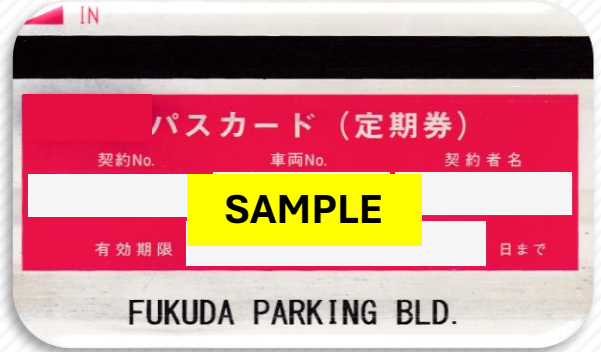 IN
パスカード（定期券）
契約No. 車両No. 契約者名
SAMPLE
有効期限 日まで
FUKUDA PARKING BLD.